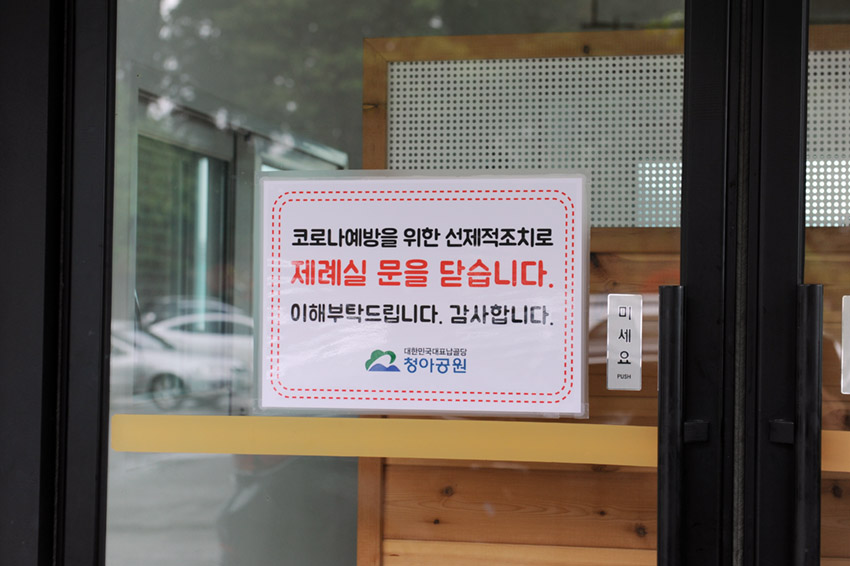 코로나예방을 위한 선제적조치로
제례실 문을 닫습니다.
이해부탁드립니다. 감사합니다.
대한민국대표납골당
청아공원
미세요
PUSH